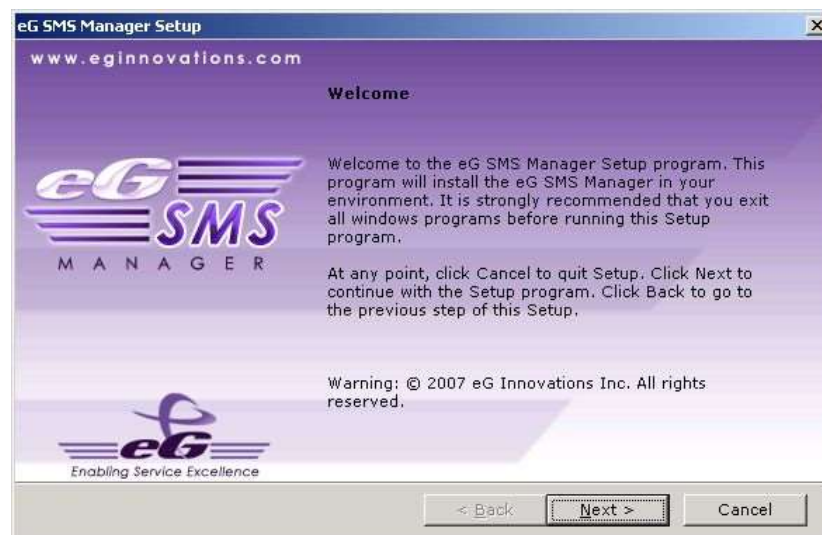 eG SMS Manager Setup
www.eginnovations.com
Welcome
eG
SMS
MANAGER
Welcome to the eG SMS Manager Setup program. This
program will install the eG SMS Manager in your
environment. It is strongly recommended that you exit
all windows programs before running this Setup
program.
At any point, click Cancel to quit Setup. Click Next to
continue with the Setup program. Click Back to go to
the previous step of this Setup.
Warning: © 2007 eG Innovations Inc. All rights
reserved.
eG
Enabling Service Excellence
< Back
Next >
Cancel